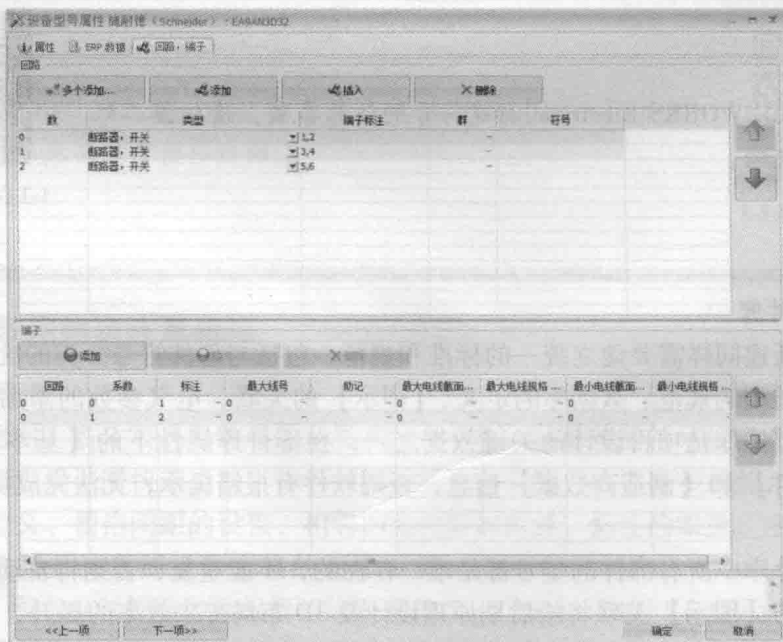 设备型号属性 施耐德（Schneider）：EA9AN3D32
属性 ERP 数据 回路，端子
回路
多个添加... 添加 插入 删除
数 类型 端子标注 群 符号
0 断路器，开关 1,2 -
1 断路器，开关 3,4 -
2 断路器，开关 5,6 -
端子
添加
回路 系数 标注 最大线号 助记 最大电线截面... 最大电线规格 ... 最小电线截面... 最小电线规格 ...
0 0 1 - 0 - 0 - 0
0 1 2 - 0 - 0 - 0
<<上一项 下一项>> 确定 取消